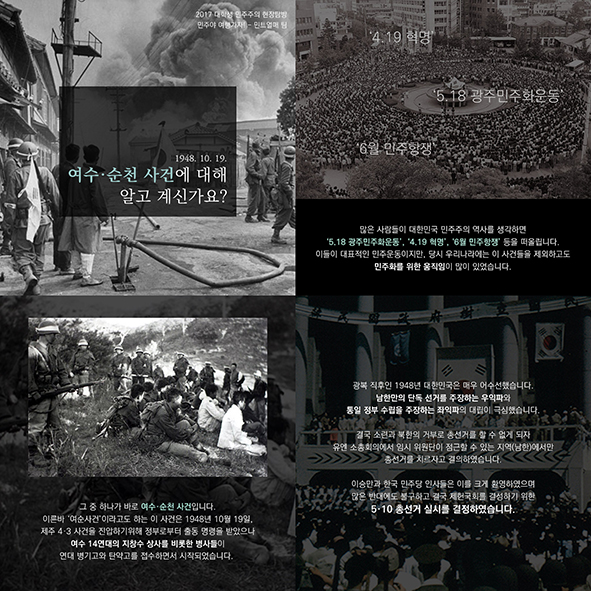 2017 대학생 민주주의 현장탐방
민주야 여행가자! - 민트열매 팀
1948. 10. 19.
여수·순천 사건에 대해
알고 계신가요?
'4.19 혁명'
'5.18 광주민주화운동'
'6월 민주항쟁'
많은 사람들이 대한민국 민주주의 역사를 생각하면
'5.18 광주민주화운동', '4.19 혁명', '6월 민주항쟁' 등을 떠올립니다.
이들이 대표적인 민주운동이지만, 당시 우리나라에는 이 사건들을 제외하고도
민주화를 위한 움직임이 많이 있었습니다.
그 중 하나가 바로 여수·순천 사건입니다.
이른바 '여순사건'이라고도 하는 이 사건은 1948년 10월 19일,
제주 4·3 사건을 진압하기위해 정부로부터 출동 명령을 받았으나
여수 14연대의 지창수 상사를 비롯한 병사들이
연대 병기고와 탄약고를 접수하면서 시작되었습니다.
광복 직후인 1948년 대한민국은 매우 어수선했습니다.
남한만의 단독 선거를 주장하는 우익파와
통일 정부 수립을 주장하는 좌익파의 대립이 극심했습니다.
결국 소련과 북한의 거부로 총선거를 할 수 없게 되자
유엔 소총회의에서 임시 위원단이 접근할 수 있는 지역(남한)에서만
총선거를 치르자고 결의하였습니다.
이승만과 한국 민주당 인사들은 이를 크게 환영하였으며
많은 반대에도 불구하고 결국 제헌국회를 결성하기 위한
5·10 총선거 실시를 결정하였습니다.